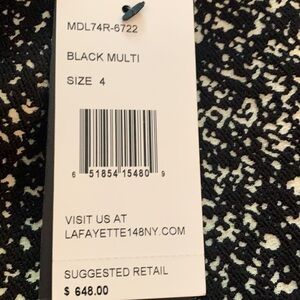 MDL74R-6722
BLACK MULTI
SIZE 4
6 51854 15480 9
VISIT US AT
LAFAYETTE148NY.COM
SUGGESTED RETAIL
$ 648.00